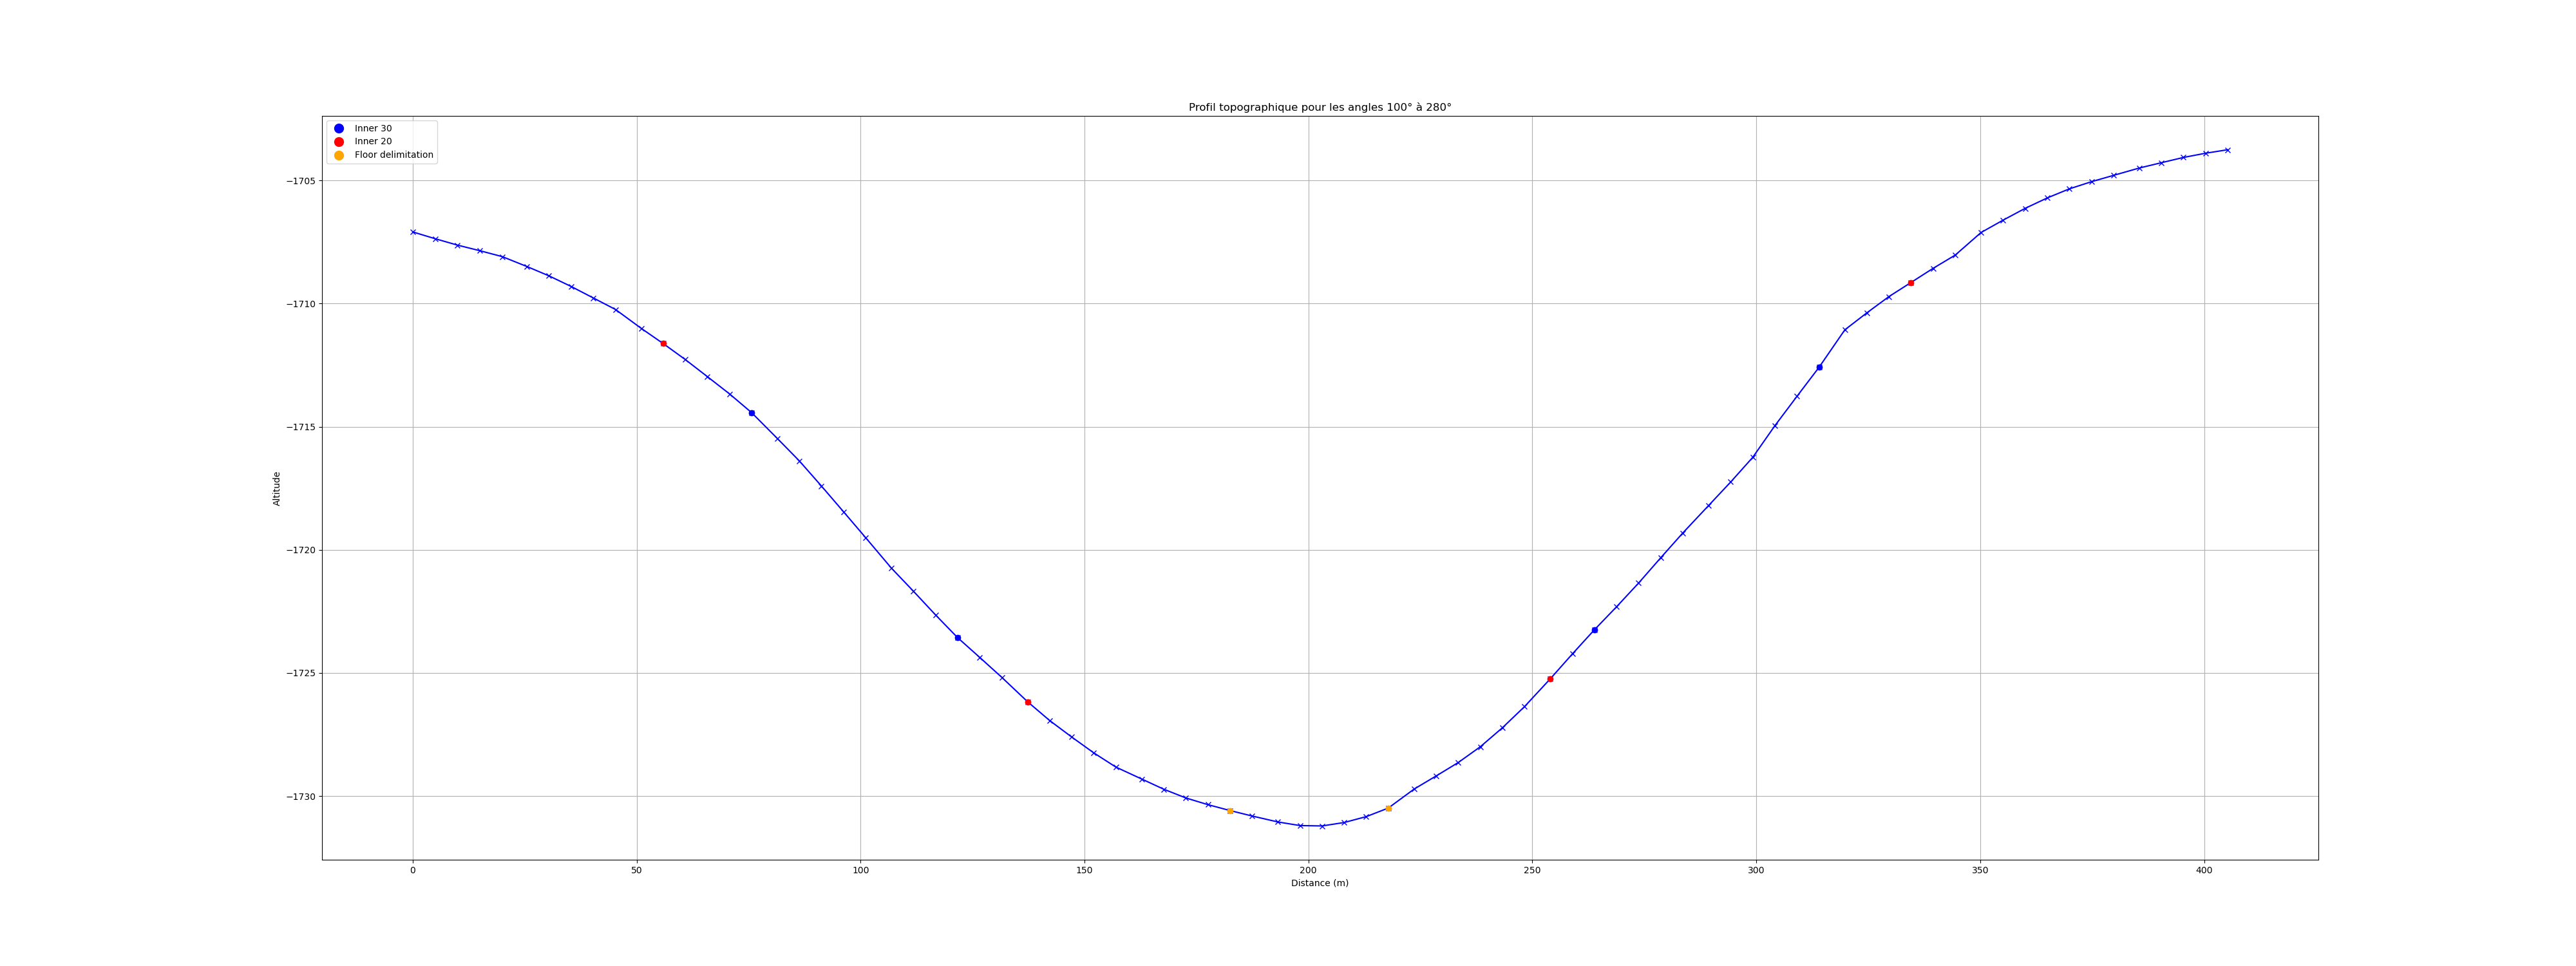 Profil topographique pour les angles 100° à 280°
Inner 30
Inner 20
Floor delimitation
Altitude
−1705
−1710
−1715
−1720
−1725
−1730
0 50 100 150 200 250 300 350 400
Distance (m)